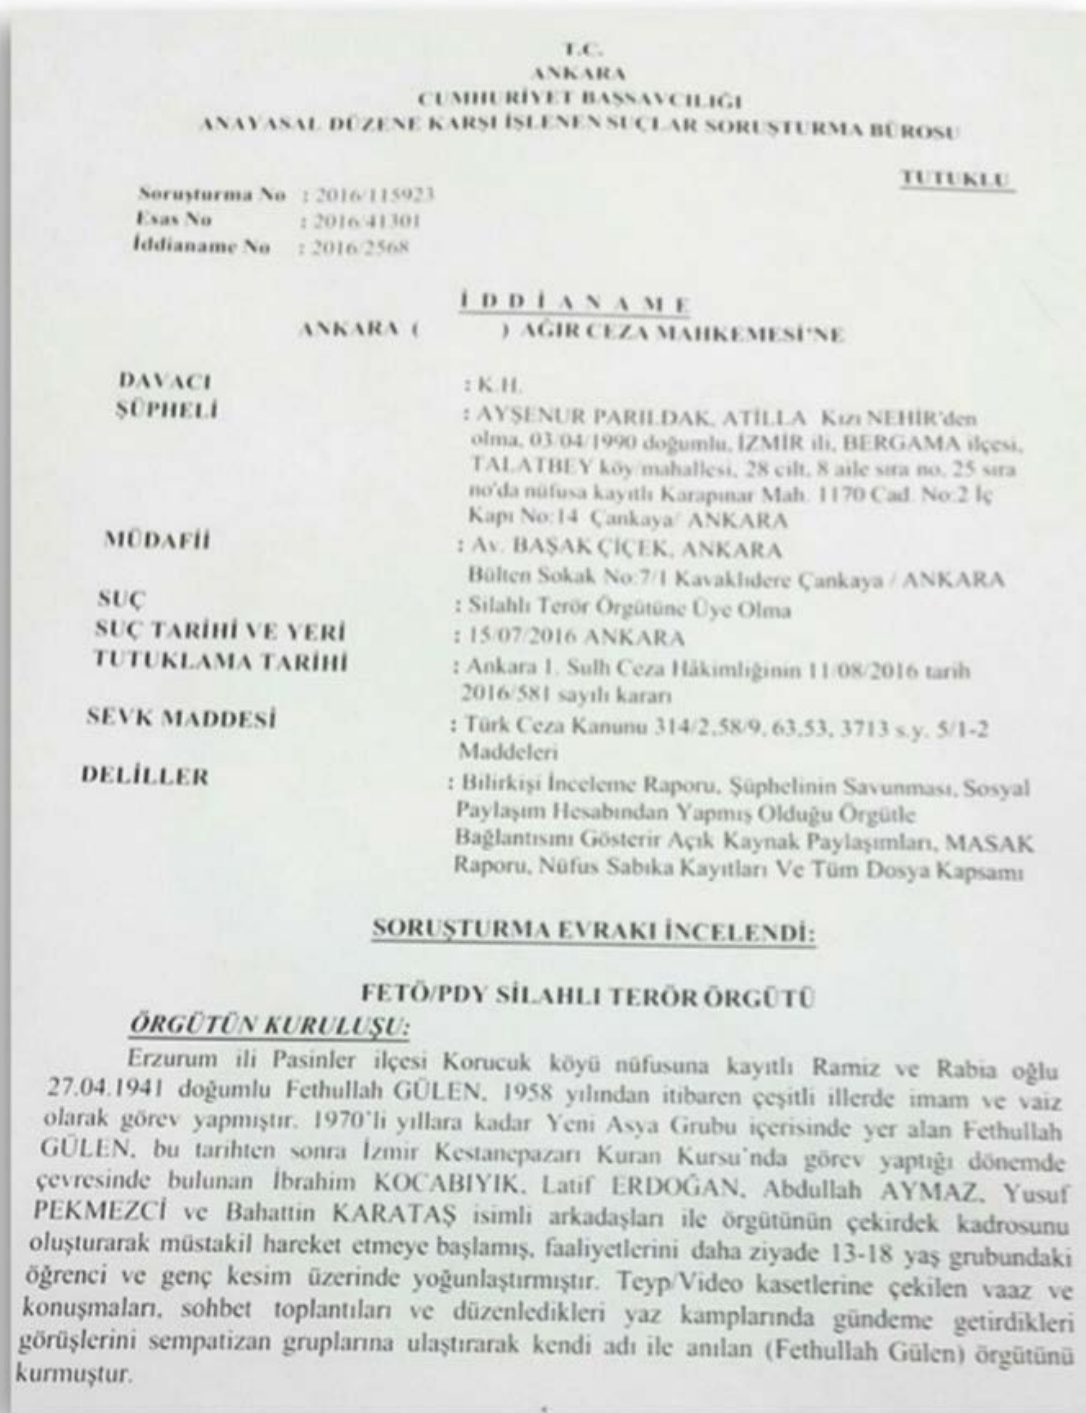 T.C.
ANKARA
CUMHURİYET BAŞSAVCILIĞI
ANAYASAL DÜZENE KARŞI İŞLENEN SUÇLAR SORUŞTURMA BÜROSU
TUTUKLU
Soruşturma No : 2016/115923
Esas No : 2016/41301
İddianame No : 2016/2568
İ D D İ A N A M E
ANKARA ( ) AĞIR CEZA MAHKEMESİ'NE
DAVACI : K.H.
ŞÜPHELİ : AYŞENUR PARILDAK, ATİLLA Kızı NEHİR'den
olma, 03/04/1990 doğumlu, İZMİR ili, BERGAMA ilçesi,
TALATBEY köy/mahallesi, 28 cilt, 8 aile sıra no, 25 sıra
no'da nüfusa kayıtlı Karapınar Mah. 1170 Cad. No:2 İç
Kapı No:14 Çankaya/ ANKARA
MÜDAFİİ : Av. BAŞAK ÇİÇEK, ANKARA
Bülten Sokak No:7/1 Kavaklıdere Çankaya / ANKARA
SUÇ : Silahlı Terör Örgütüne Üye Olma
SUÇ TARİHİ VE YERİ : 15/07/2016 ANKARA
TUTUKLAMA TARİHİ : Ankara 1. Sulh Ceza Hâkimliğinin 11/08/2016 tarih
2016/581 sayılı kararı
SEVK MADDESİ : Türk Ceza Kanunu 314/2,58/9, 63,53, 3713 s.y. 5/1-2
Maddeleri
DELİLLER : Bilirkişi İnceleme Raporu, Şüphelinin Savunması, Sosyal
Paylaşım Hesabından Yapmış Olduğu Örgütle
Bağlantısını Gösterir Açık Kaynak Paylaşımları, MASAK
Raporu, Nüfus Sabıka Kayıtları Ve Tüm Dosya Kapsamı
SORUŞTURMA EVRAKI İNCELENDİ:
FETÖ/PDY SİLAHLI TERÖR ÖRGÜTÜ
ÖRGÜTÜN KURULUŞU:
Erzurum ili Pasinler ilçesi Korucuk köyü nüfusuna kayıtlı Ramiz ve Rabia oğlu
27.04.1941 doğumlu Fethullah GÜLEN, 1958 yılından itibaren çeşitli illerde imam ve vaiz
olarak görev yapmıştır. 1970'li yıllara kadar Yeni Asya Grubu içerisinde yer alan Fethullah
GÜLEN, bu tarihten sonra İzmir Kestanepazarı Kuran Kursu'nda görev yaptığı dönemde
çevresinde bulunan İbrahim KOCABIYIK, Latif ERDOĞAN, Abdullah AYMAZ, Yusuf
PEKMEZCİ ve Bahattin KARATAŞ isimli arkadaşları ile örgütünün çekirdek kadrosunu
oluşturarak müstakil hareket etmeye başlamış, faaliyetlerini daha ziyade 13-18 yaş grubundaki
öğrenci ve genç kesim üzerinde yoğunlaştırmıştır. Teyp/Video kasetlerine çekilen vaaz ve
konuşmaları, sohbet toplantıları ve düzenledikleri yaz kamplarında gündeme getirdikleri
görüşlerini sempatizan gruplarına ulaştırarak kendi adı ile anılan (Fethullah Gülen) örgütünü
kurmuştur.